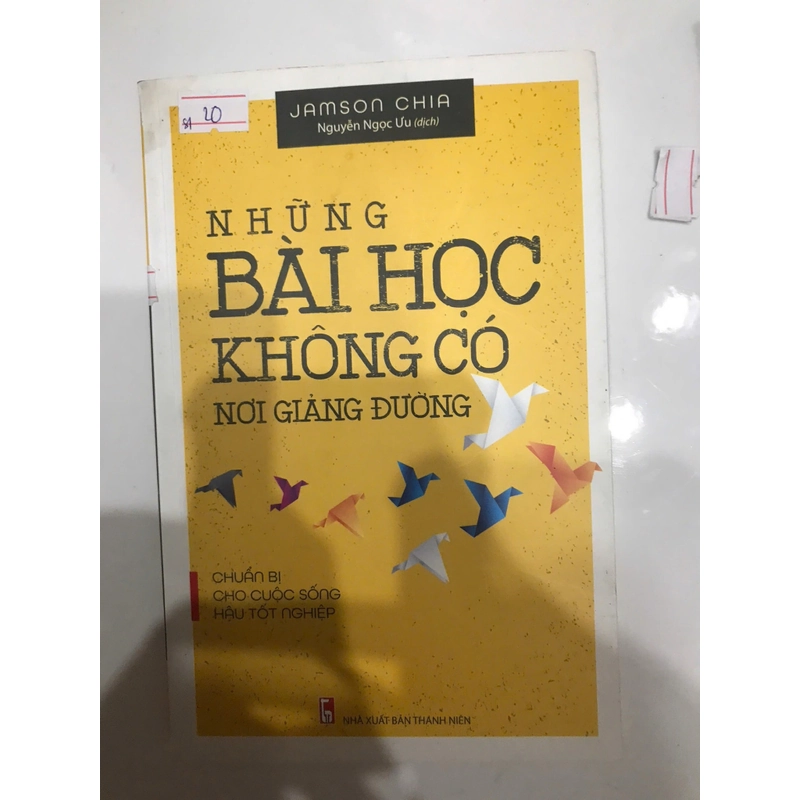 JAMSON CHIA
Nguyễn Ngọc Ưu (dịch)
20
NHỮNG
BÀI HỌC
KHÔNG CÓ
NƠI GIẢNG ĐƯỜNG
CHUẨN BỊ
CHO CUỘC SỐNG
HẬU TỐT NGHIỆP
NHÀ XUẤT BẢN THANH NIÊN